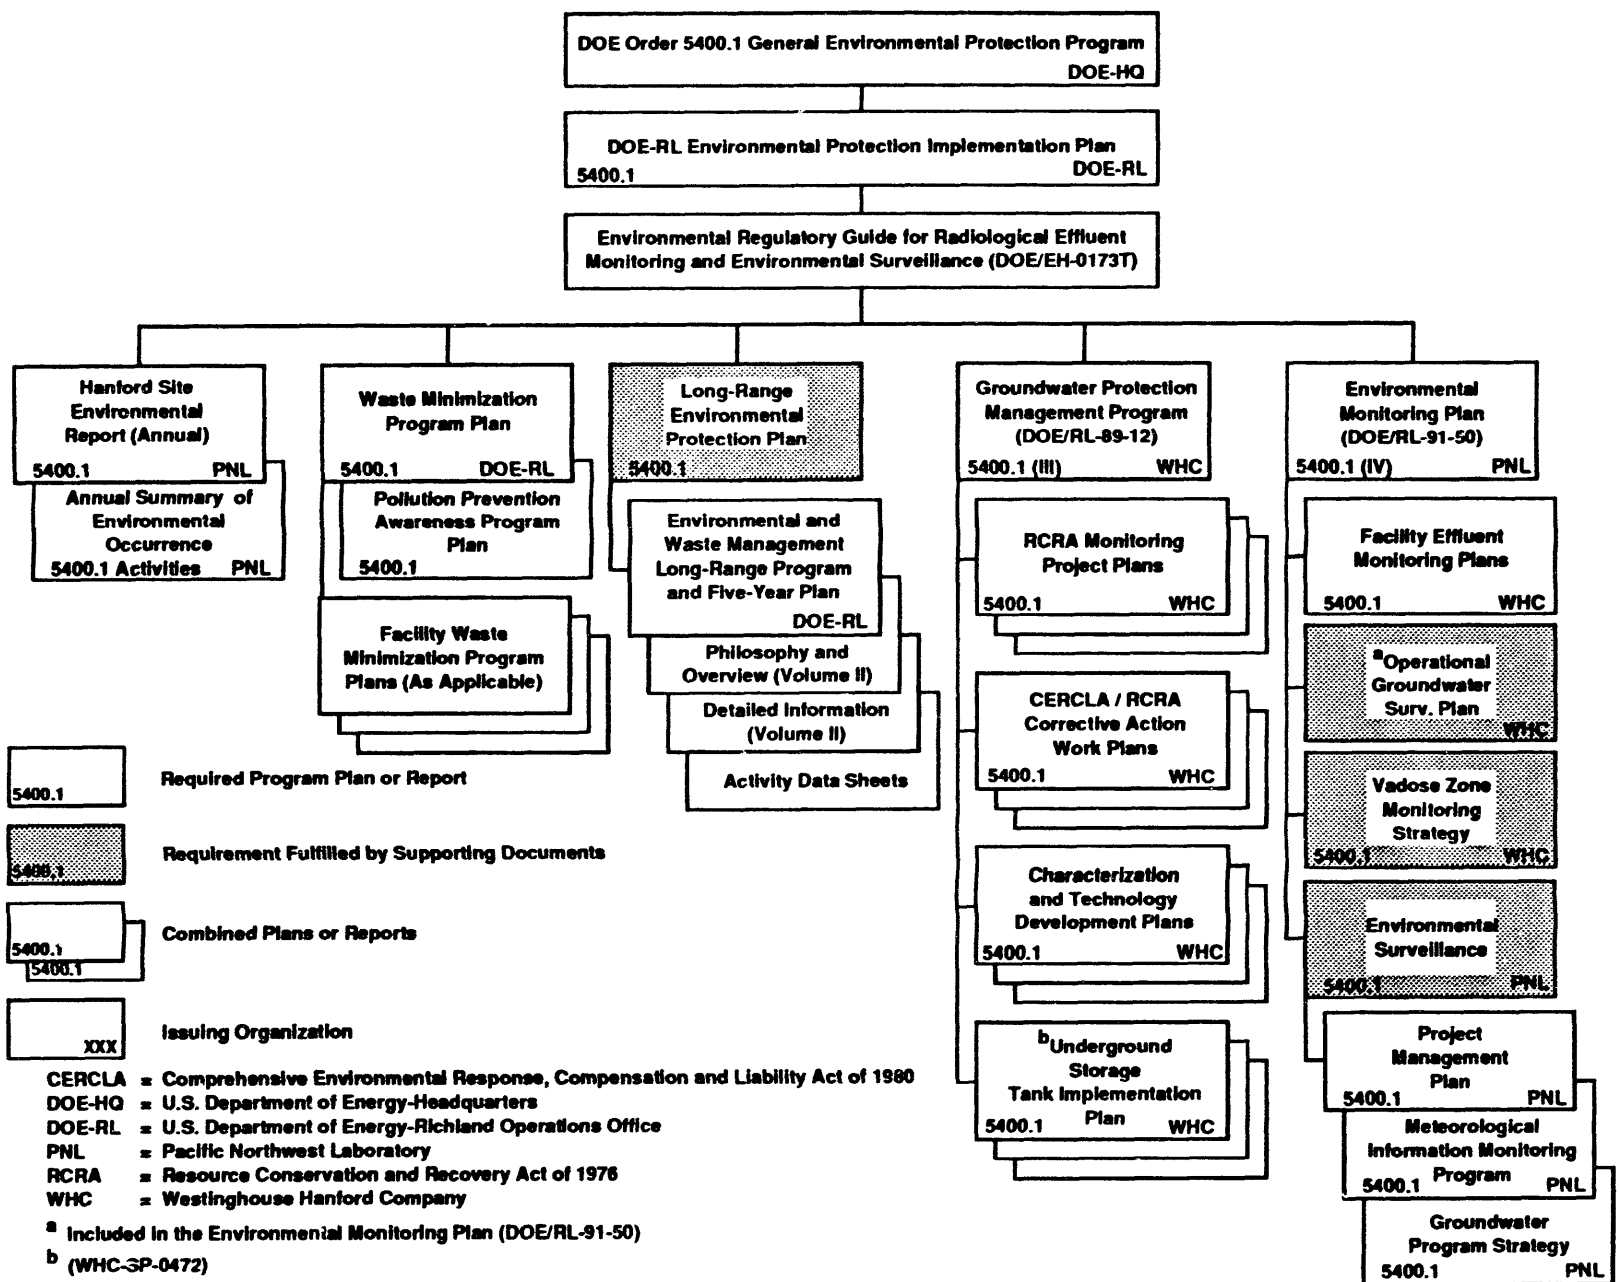 DOE Order 5400.1 General Environmental Protection Program
DOE-HQ
DOE-RL Environmental Protection Implementation Plan
5400.1 DOE-RL
Environmental Regulatory Guide for Radiological Effluent
Monitoring and Environmental Surveillance (DOE/EH-0173T)
Hanford Site
Environmental
Report (Annual)
5400.1 PNL
Annual Summary of
Environmental
Occurrence
5400.1 Activities PNL
Waste Minimization
Program Plan
5400.1 DOE-RL
Pollution Prevention
Awareness Program
Plan
5400.1
Facility Waste
Minimization Program
Plans (As Applicable)
Long-Range
Environmental
Protection Plan
5400.1
Environmental and
Waste Management
Long-Range Program
and Five-Year Plan
DOE-RL
Philosophy and
Overview (Volume II)
Detailed Information
(Volume II)
Activity Data Sheets
Groundwater Protection
Management Program
(DOE/RL-89-12)
5400.1 (III) WHC
RCRA Monitoring
Project Plans
5400.1 WHC
CERCLA / RCRA
Corrective Action
Work Plans
5400.1 WHC
Characterization
and Technology
Development Plans
5400.1 WHC
b Underground
Storage
Tank Implementation
Plan
5400.1 WHC
Environmental
Monitoring Plan
(DOE/RL-91-50)
5400.1 (IV) PNL
Facility Effluent
Monitoring Plans
5400.1 WHC
a Operational
Groundwater
Surv. Plan
WHC
Vadose Zone
Monitoring
Strategy
5400.1 WHC
Environmental
Surveillance
5400.1 PNL
Project
Management
Plan
5400.1 PNL
Meteorological
Information Monitoring
Program
5400.1 PNL
Groundwater
Program Strategy
5400.1 PNL
5400.1
Required Program Plan or Report
5400.1
Requirement Fulfilled by Supporting Documents
5400.1
5400.1
Combined Plans or Reports
XXX
Issuing Organization
CERCLA = Comprehensive Environmental Response, Compensation and Liability Act of 1980
DOE-HQ = U.S. Department of Energy-Headquarters
DOE-RL = U.S. Department of Energy-Richland Operations Office
PNL = Pacific Northwest Laboratory
RCRA = Resource Conservation and Recovery Act of 1976
WHC = Westinghouse Hanford Company
a Included in the Environmental Monitoring Plan (DOE/RL-91-50)
b (WHC-SP-0472)